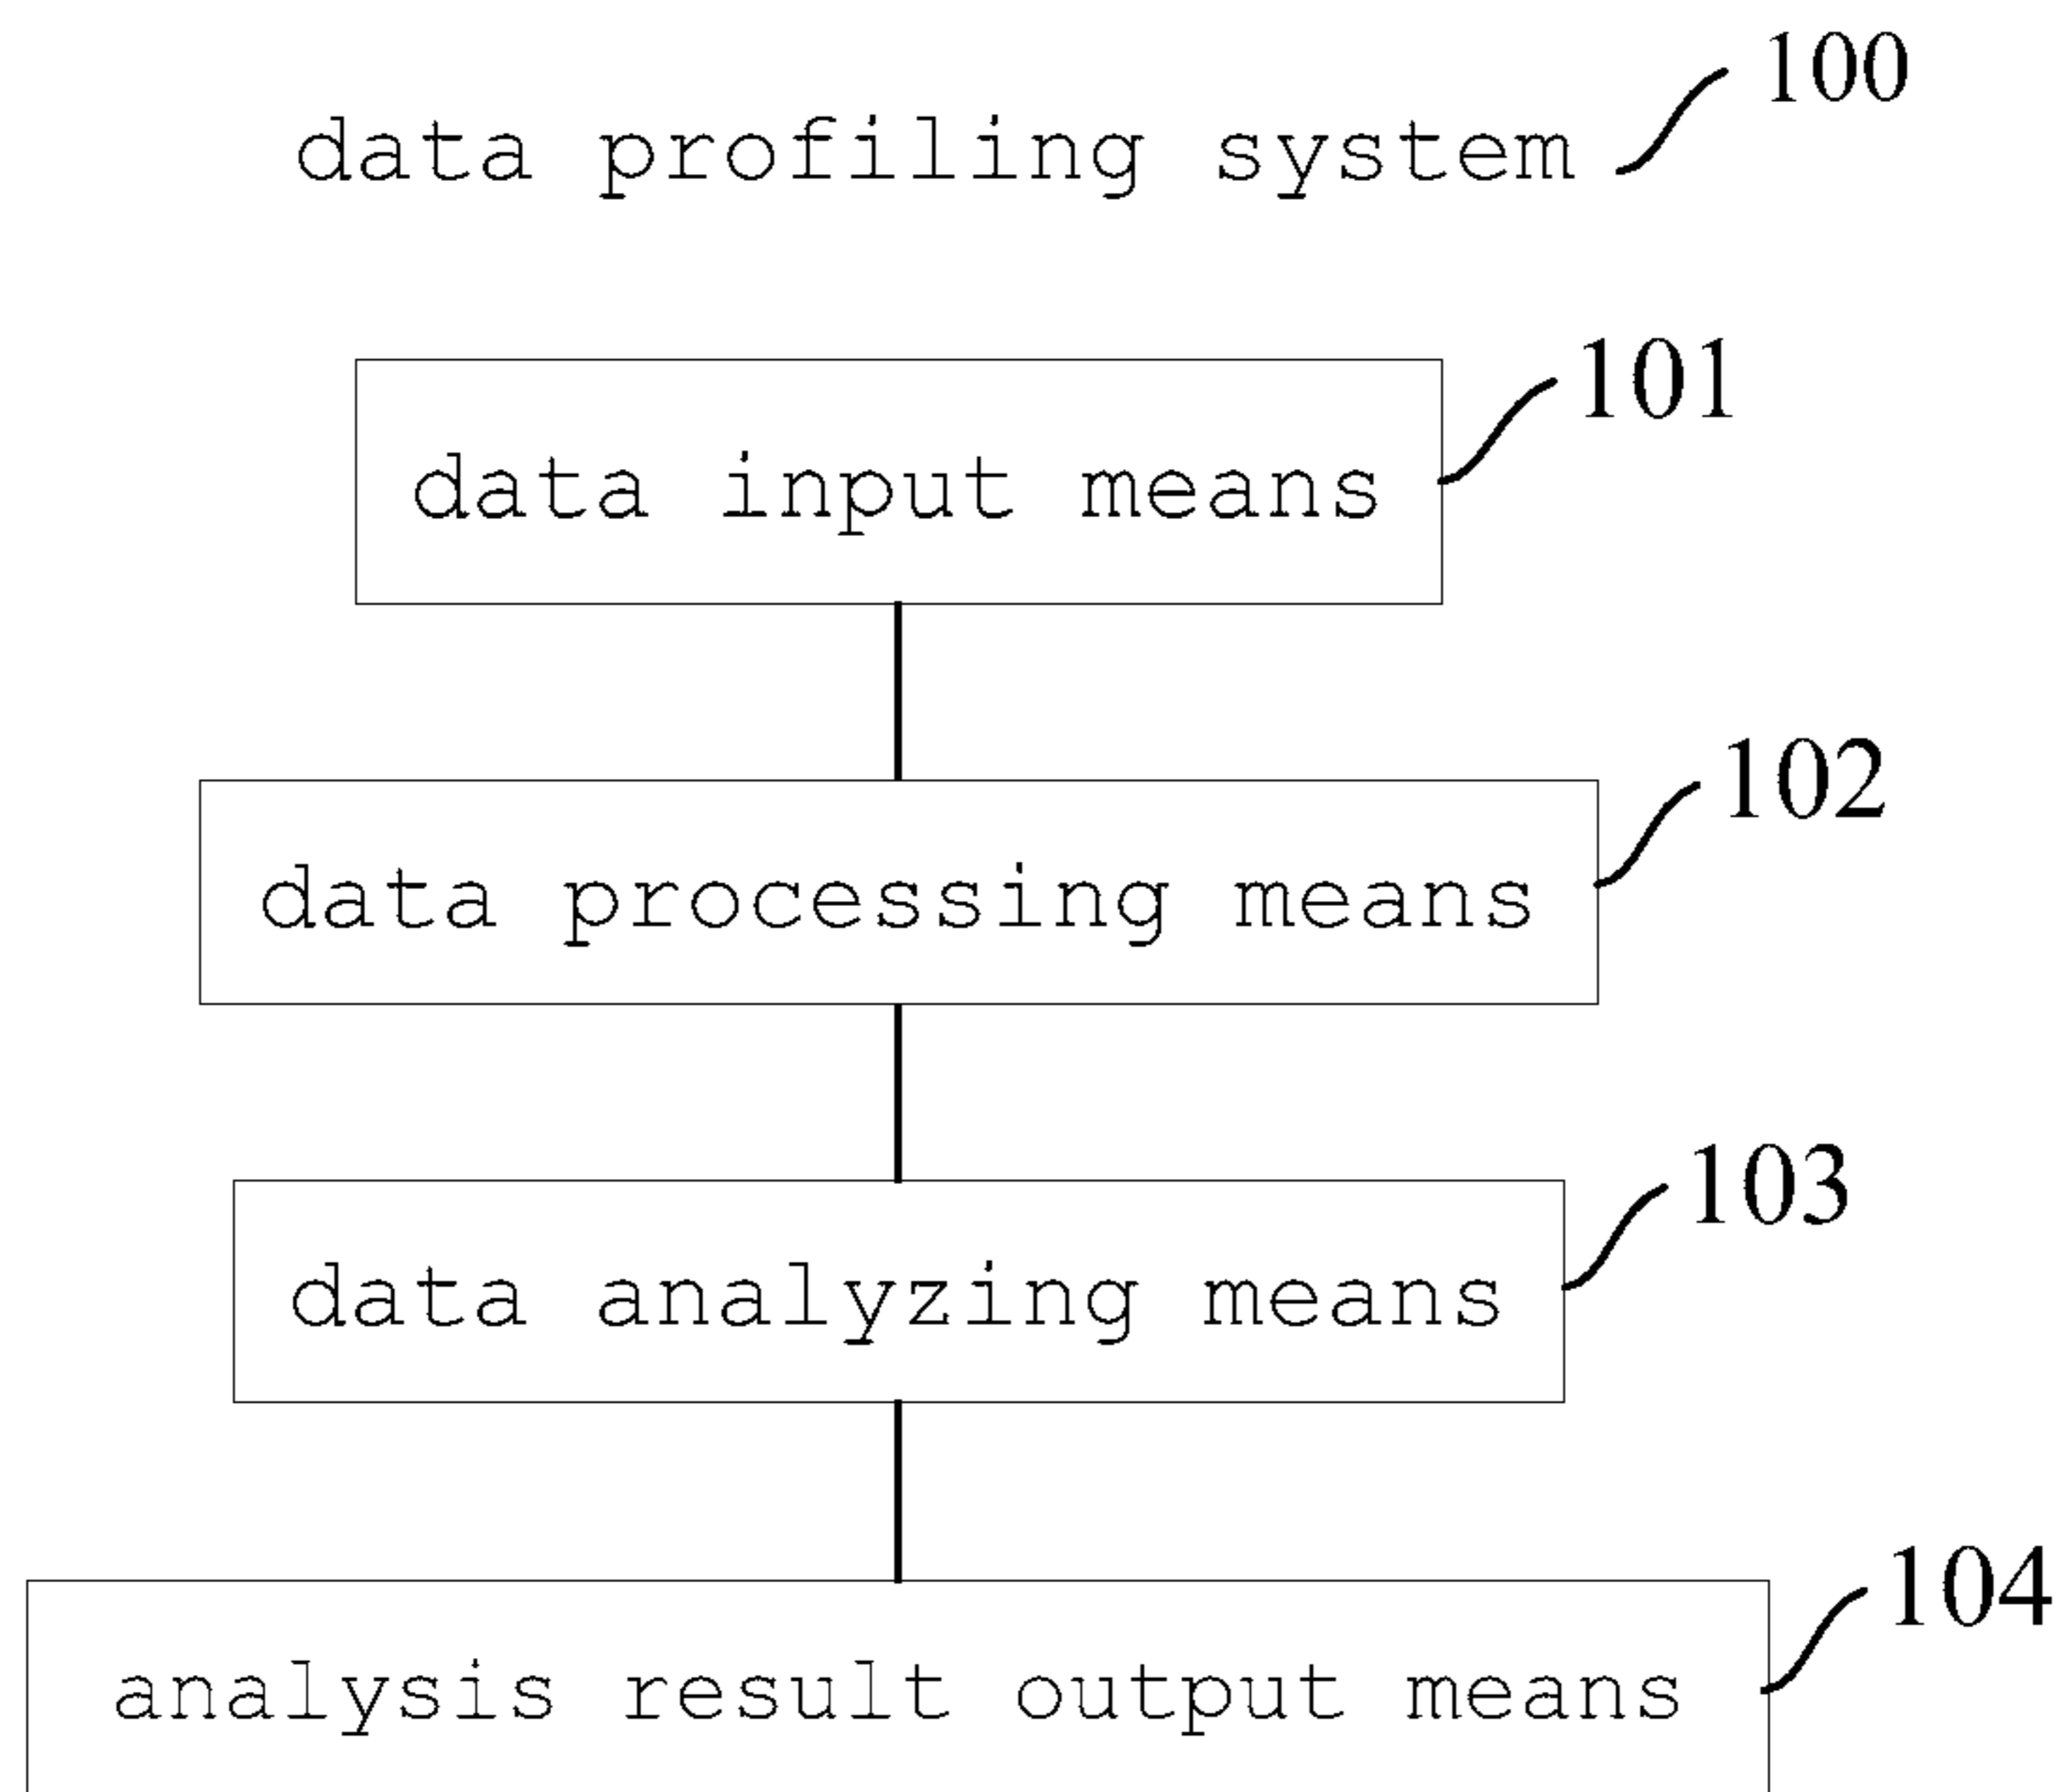 data profiling system 100
data input means 101
data processing means 102
data analyzing means 103
analysis result output means 104